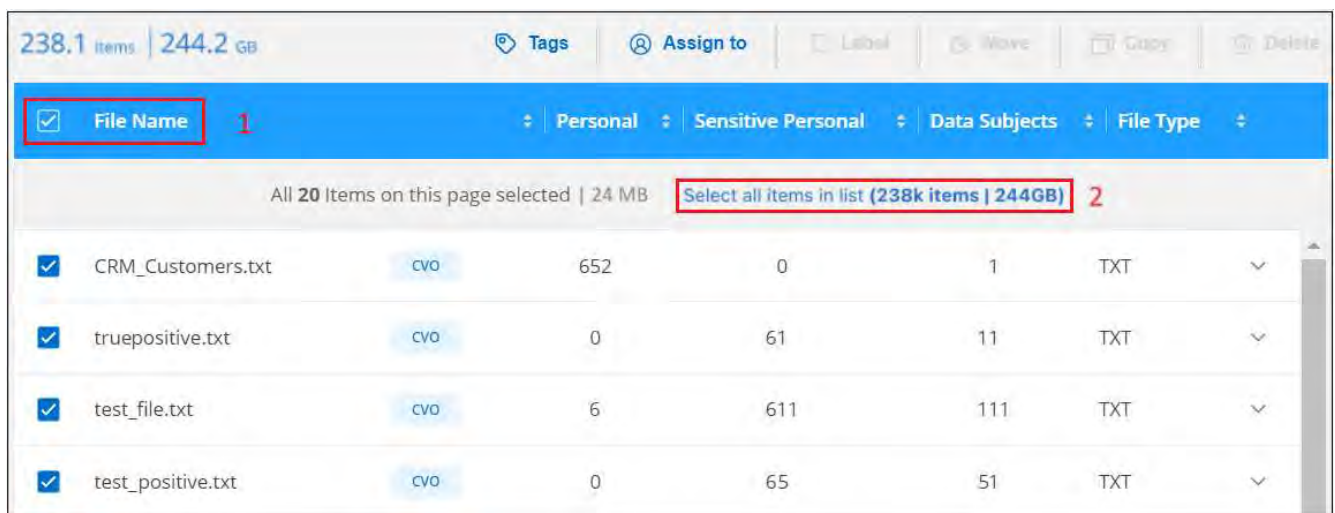 238.1 items | 244.2 GB Tags Assign to Label Move Copy Delete
File Name 1 Personal Sensitive Personal Data Subjects File Type
All 20 Items on this page selected | 24 MB Select all items in list (238k items | 244GB) 2
CRM_Customers.txt CVO 652 0 1 TXT
truepositive.txt CVO 0 61 11 TXT
test_file.txt CVO 6 611 111 TXT
test_positive.txt CVO 0 65 51 TXT